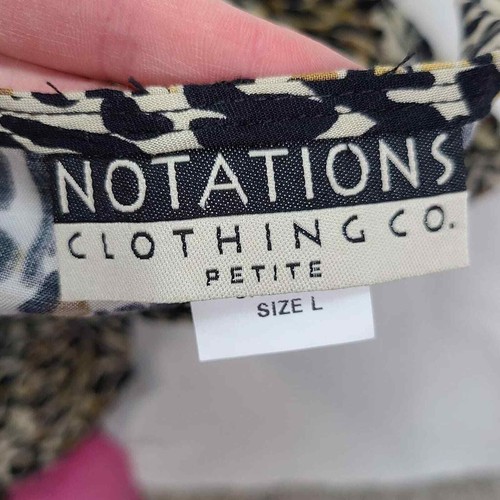 NOTATIONS
CLOTHING CO.
PETITE
SIZE L